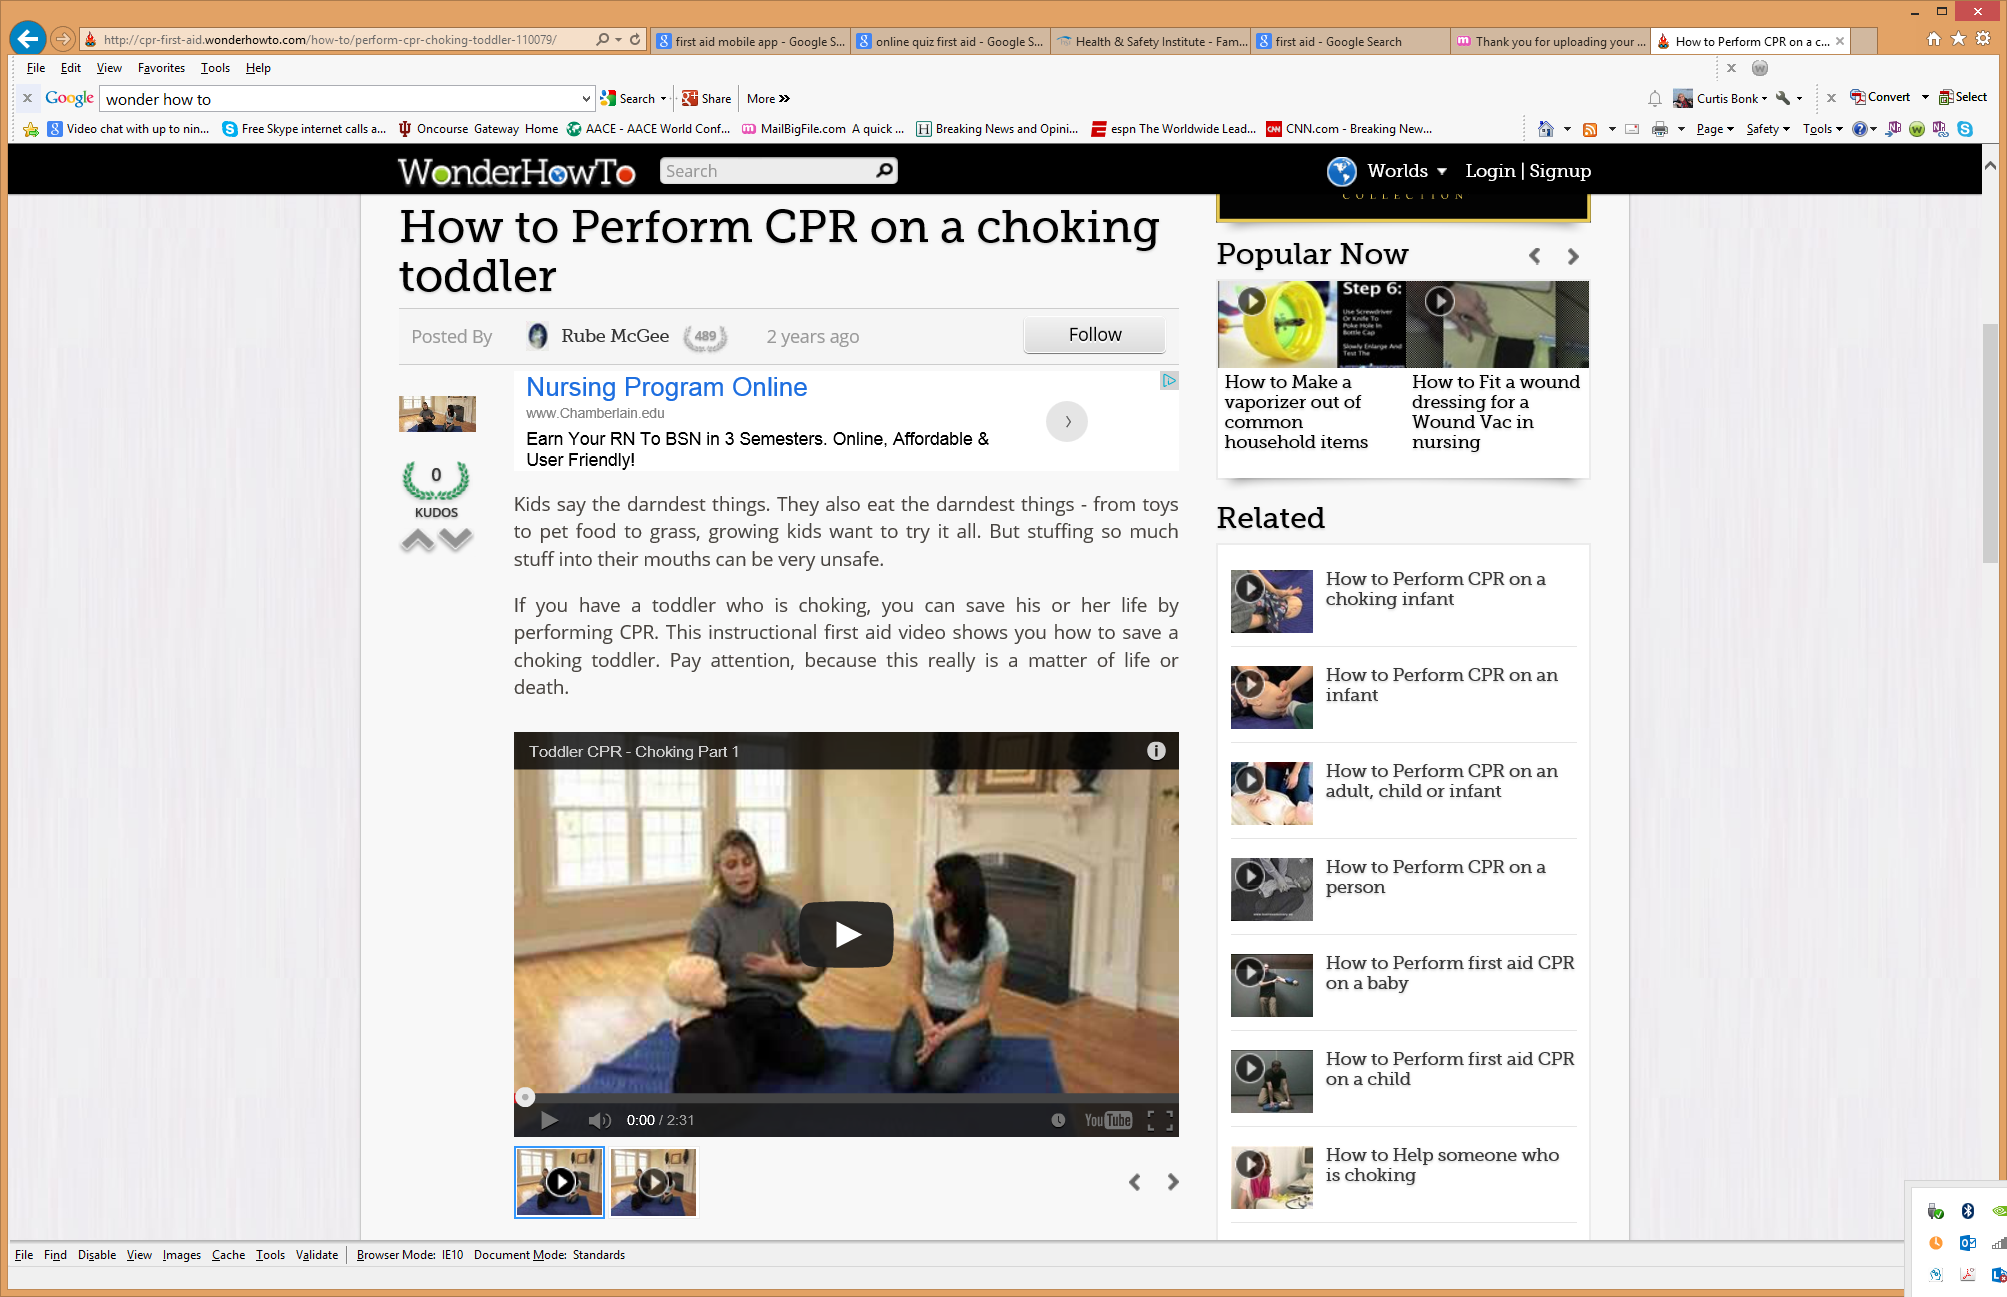 http://cpr-first-aid.wonderhowto.com/how-to/perform-cpr-choking-toddler-110079/
first aid mobile app - Google S...
online quiz first aid - Google S...
Health & Safety Institute - Fam...
first aid - Google Search
Thank you for uploading your ...
How to Perform CPR on a c...
File Edit View Favorites Tools Help
Google wonder how to Search Share More
Curtis Bonk Convert Select
Video chat with up to nin...
Free Skype internet calls a...
Oncourse Gateway Home
AACE - AACE World Conf...
MailBigFile.com A quick ...
Breaking News and Opini...
espn The Worldwide Lead...
CNN.com - Breaking New...
Page Safety Tools
WonderHowTo Search Worlds Login | Signup
COLLECTION
How to Perform CPR on a choking
toddler
Posted By Rube McGee 489 2 years ago Follow
Nursing Program Online
www.Chamberlain.edu
Earn Your RN To BSN in 3 Semesters. Online, Affordable &
User Friendly!
0
KUDOS
Kids say the darndest things. They also eat the darndest things - from toys
to pet food to grass, growing kids want to try it all. But stuffing so much
stuff into their mouths can be very unsafe.
If you have a toddler who is choking, you can save his or her life by
performing CPR. This instructional first aid video shows you how to save a
choking toddler. Pay attention, because this really is a matter of life or
death.
Toddler CPR - Choking Part 1
0:00 / 2:31
YouTube
Popular Now
Step 6:
Use Screwdriver
Or Knife To
Poke Hole In
Bottle Cap
Slowly Enlarge And
Test The
How to Make a
vaporizer out of
common
household items
How to Fit a wound
dressing for a
Wound Vac in
nursing
Related
How to Perform CPR on a
choking infant
How to Perform CPR on an
infant
How to Perform CPR on an
adult, child or infant
How to Perform CPR on a
person
How to Perform first aid CPR
on a baby
How to Perform first aid CPR
on a child
How to Help someone who
is choking
File Find Disable View Images Cache Tools Validate Browser Mode: IE10 Document Mode: Standards